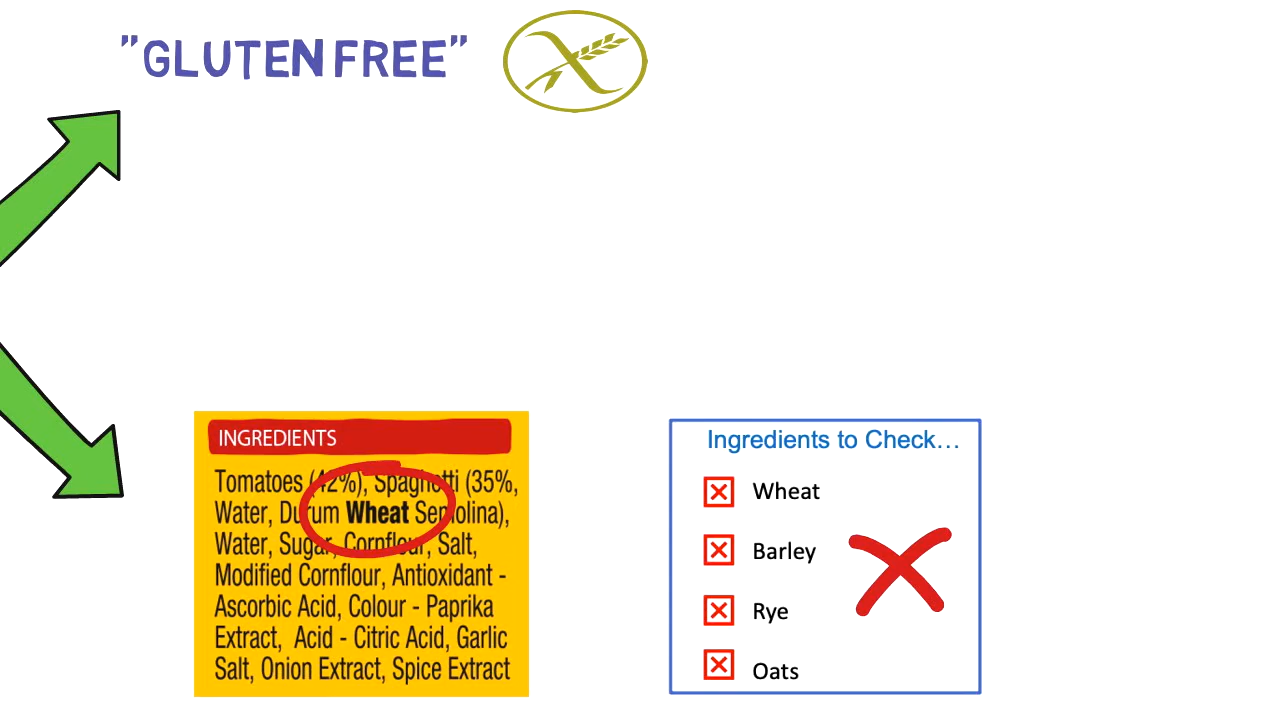 "GLUTEN FREE"
INGREDIENTS
Tomatoes (42%), Spaghetti (35%,
Water, Durum Wheat Semolina),
Water, Sugar, Cornflour, Salt,
Modified Cornflour, Antioxidant -
Ascorbic Acid, Colour - Paprika
Extract, Acid - Citric Acid, Garlic
Salt, Onion Extract, Spice Extract
Ingredients to Check...
Wheat
Barley
Rye
Oats